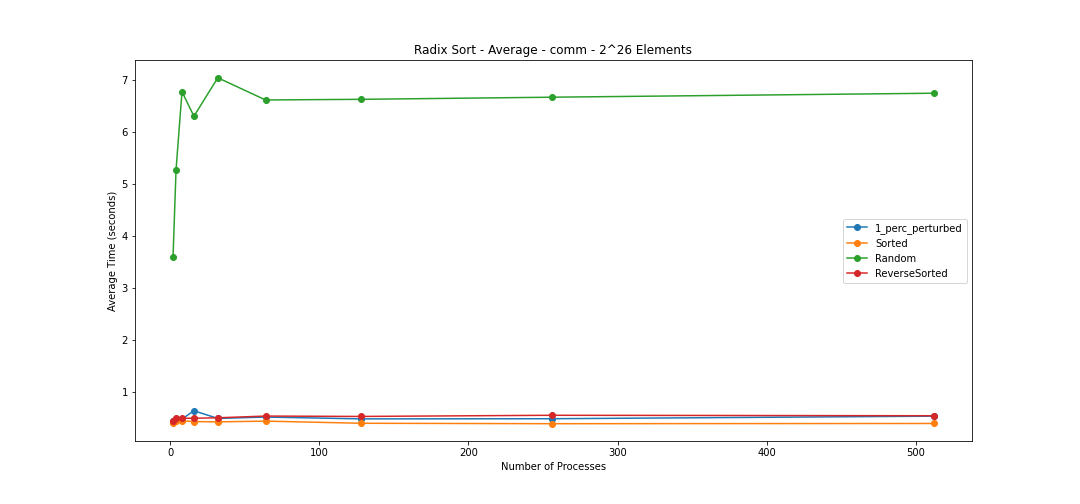 Radix Sort - Average - comm - 2^26 Elements
Average Time (seconds)
7
6
5
4
3
2
1
1_perc_perturbed
Sorted
Random
ReverseSorted
0 100 200 300 400 500
Number of Processes